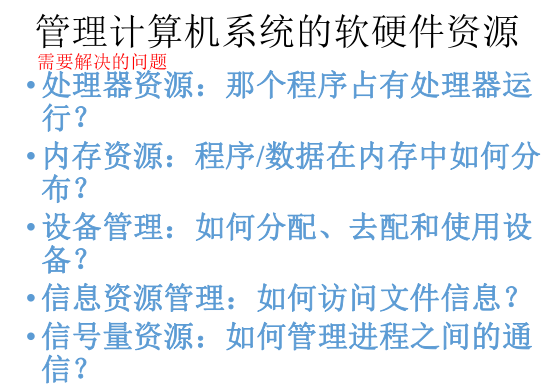 管理计算机系统的软硬件资源
需要解决的问题
•处理器资源：那个程序占有处理器运
行？
•内存资源：程序/数据在内存中如何分
布？
•设备管理：如何分配、去配和使用设
备？
•信息资源管理：如何访问文件信息？
•信号量资源：如何管理进程之间的通
信？